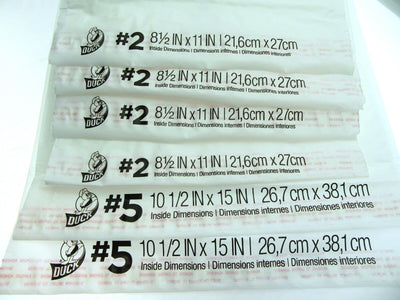 DUCK #2 8½ IN x 11 IN | 21,6cm x 27cm
Inside Dimensions | Dimensions internes | Dimensiones interiores
DUCK #2 8½ IN x 11 IN | 21,6cm x 27cm
Inside Dimensions | Dimensions internes | Dimensiones interiores
DUCK #2 8½ IN x 11 IN | 21,6cm x 27cm
Inside Dimensions | Dimensions internes | Dimensiones interiores
DUCK #2 8½ IN x 11 IN | 21,6cm x 27cm
Inside Dimensions | Dimensions internes | Dimensiones interiores
DUCK #5 10 1/2 IN x 15 IN | 26,7cm x 38,1cm
Inside Dimensions | Dimensions internes | Dimensiones interiores
DUCK #5 10 1/2 IN x 15 IN | 26,7cm x 38,1cm
Inside Dimensions | Dimensions internes | Dimensiones interiores